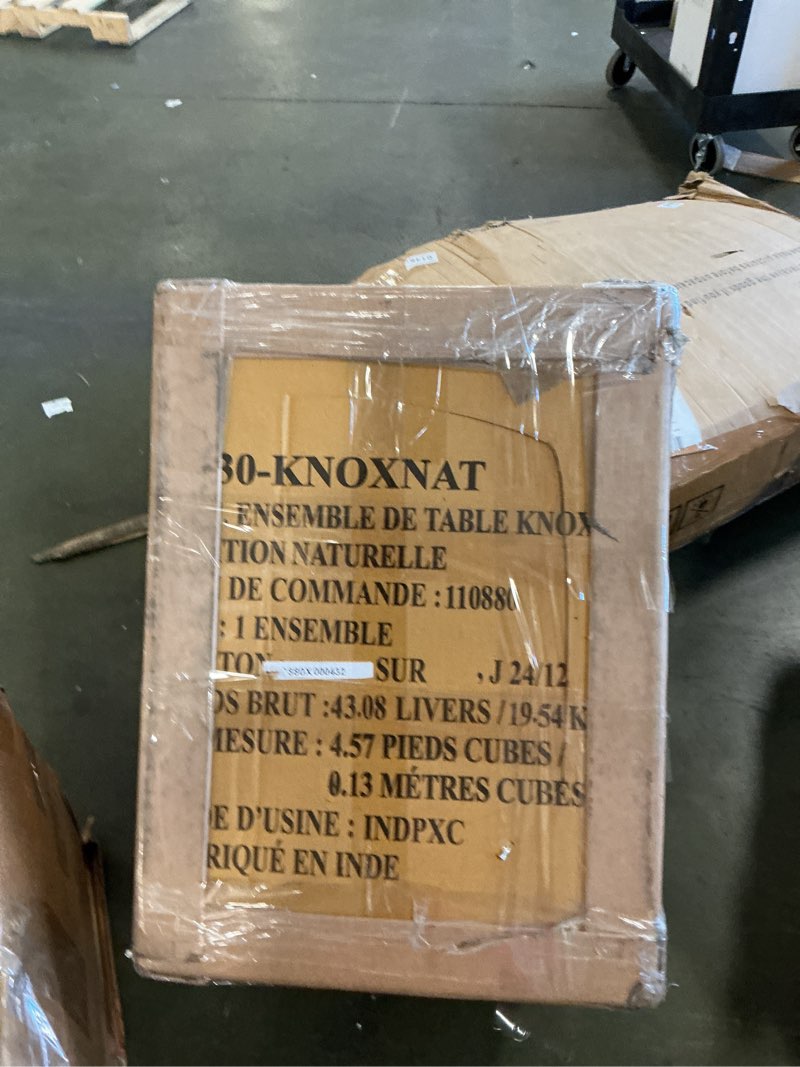 30-KNOXNAT
: ENSEMBLE DE TABLE KNOX
TION NATURELLE
DE COMMANDE : 110880
: 1 ENSEMBLE
TON SUR , J 24/12
DS BRUT :43.08 LIVERS /19-54 K
MESURE : 4.57 PIEDS CUBES /
0.13 MÉTRES CUBES
DE D'USINE : INDPXC
RIQUÉ EN INDE